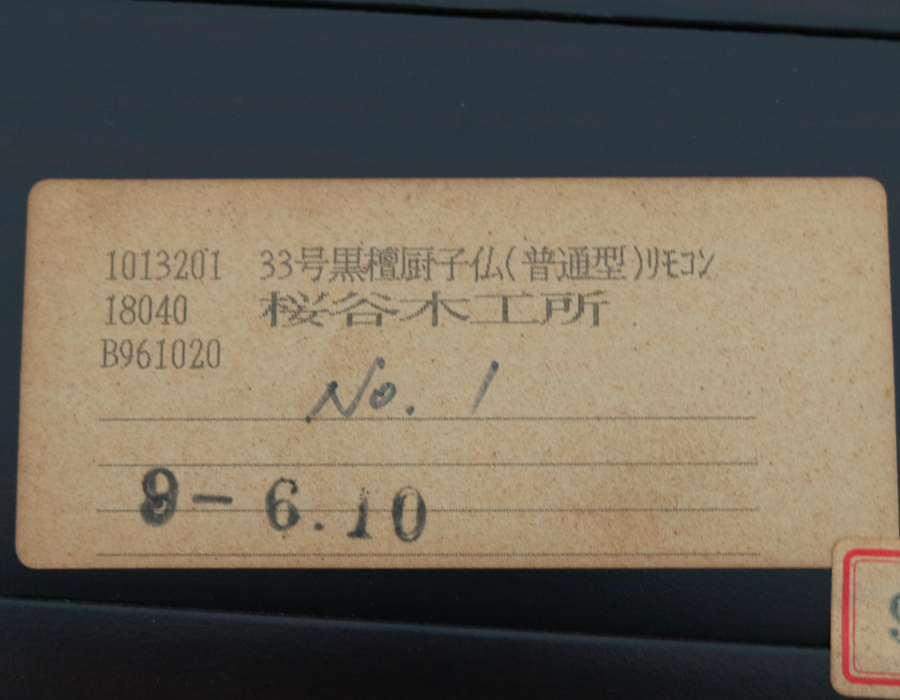 1013201 33号黒檀厨子仏(普通型)ﾘﾓｺﾝ
18040 桜谷木工所
B961020
No. 1
9- 6.10